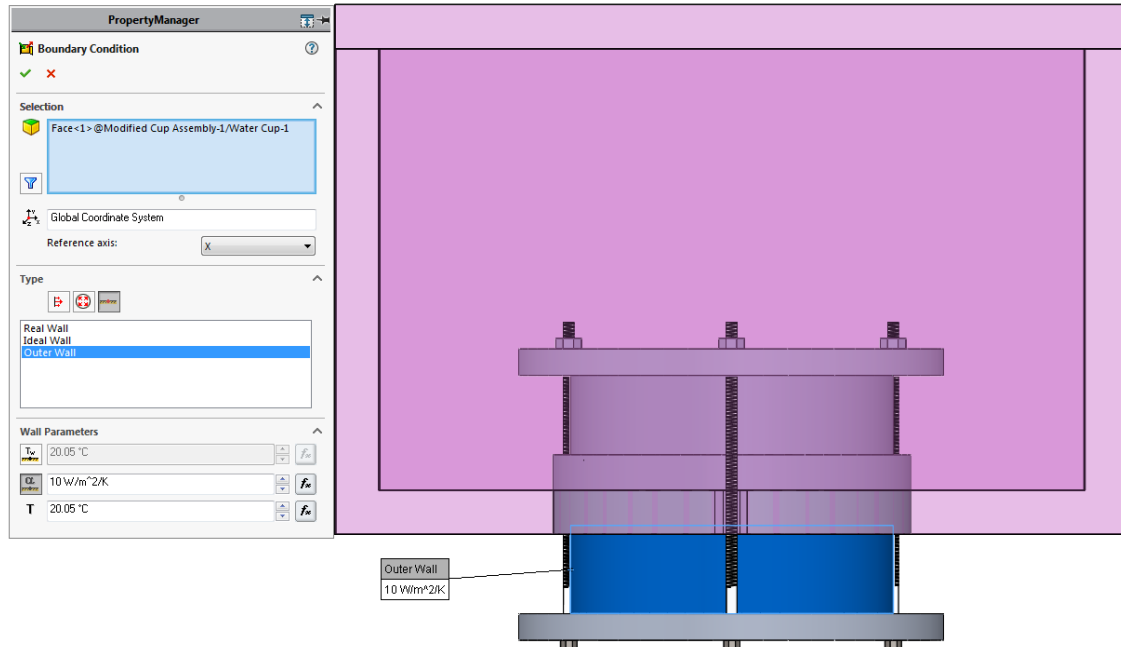 PropertyManager
Boundary Condition
Selection
Face<1>@Modified Cup Assembly-1/Water Cup-1
Global Coordinate System
Reference axis:
X
Type
Real Wall
Ideal Wall
Outer Wall
Wall Parameters
Tw 20.05 °C
α 10 W/m^2/K
T 20.05 °C
Outer Wall
10 W/m^2/K